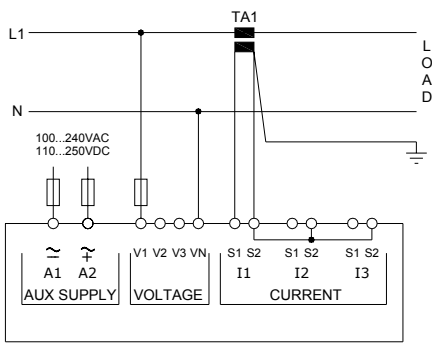 TA1
L1
LOAD
N
100...240VAC
110...250VDC
V1 V2 V3 VN S1 S2 S1 S2 S1 S2
A1 A2 I1 I2 I3
AUX SUPPLY VOLTAGE CURRENT